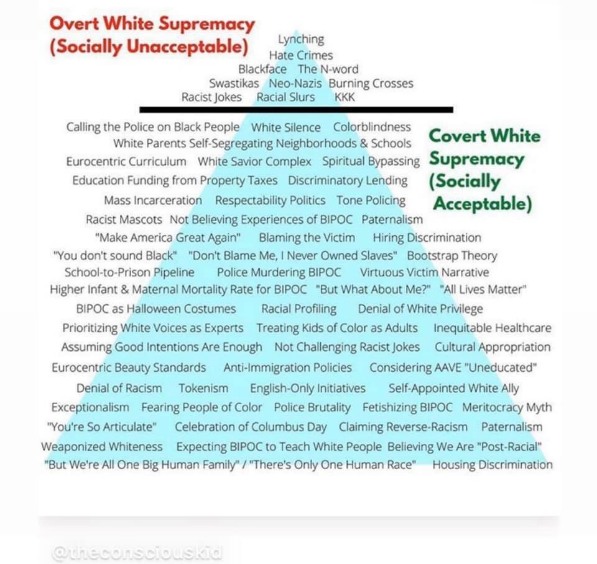 Overt White Supremacy
(Socially Unacceptable)
Lynching
Hate Crimes
Blackface The N-word
Swastikas Neo-Nazis Burning Crosses
Racist Jokes Racial Slurs KKK
Covert White
Supremacy
(Socially
Acceptable)
Calling the Police on Black People White Silence Colorblindness
White Parents Self-Segregating Neighborhoods & Schools
Eurocentric Curriculum White Savior Complex Spiritual Bypassing
Education Funding from Property Taxes Discriminatory Lending
Mass Incarceration Respectability Politics Tone Policing
Racist Mascots Not Believing Experiences of BIPOC Paternalism
"Make America Great Again" Blaming the Victim Hiring Discrimination
"You don't sound Black" "Don't Blame Me, I Never Owned Slaves" Bootstrap Theory
School-to-Prison Pipeline Police Murdering BIPOC Virtuous Victim Narrative
Higher Infant & Maternal Mortality Rate for BIPOC "But What About Me?" "All Lives Matter"
BIPOC as Halloween Costumes Racial Profiling Denial of White Privilege
Prioritizing White Voices as Experts Treating Kids of Color as Adults Inequitable Healthcare
Assuming Good Intentions Are Enough Not Challenging Racist Jokes Cultural Appropriation
Eurocentric Beauty Standards Anti-Immigration Policies Considering AAVE "Uneducated"
Denial of Racism Tokenism English-Only Initiatives Self-Appointed White Ally
Exceptionalism Fearing People of Color Police Brutality Fetishizing BIPOC Meritocracy Myth
"You're So Articulate" Celebration of Columbus Day Claiming Reverse-Racism Paternalism
Weaponized Whiteness Expecting BIPOC to Teach White People Believing We Are "Post-Racial"
"But We're All One Big Human Family" / "There's Only One Human Race" Housing Discrimination
@theconsciouskid